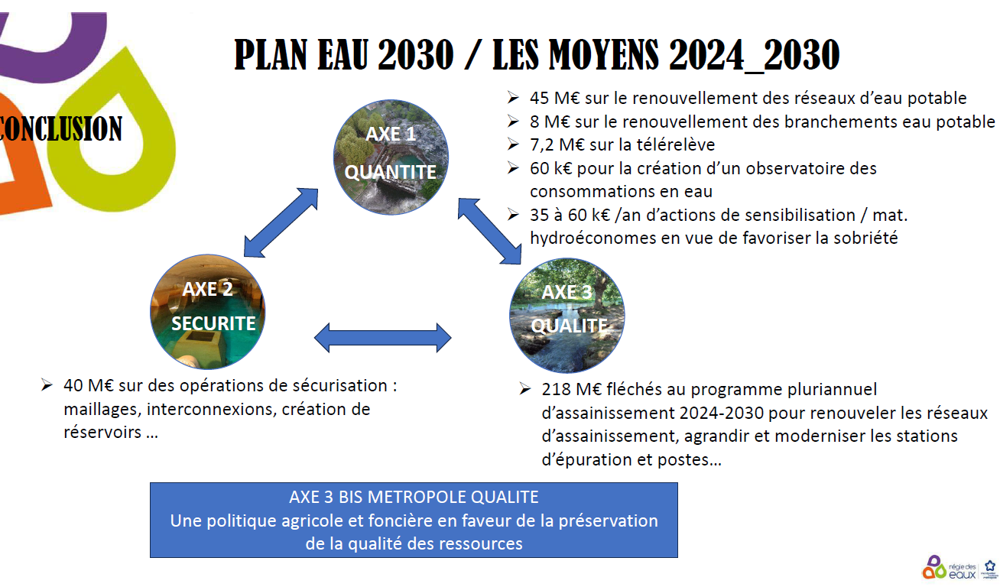 PLAN EAU 2030 / LES MOYENS 2024_2030
CONCLUSION
AXE 1
QUANTITE
➢ 45 M€ sur le renouvellement des réseaux d’eau potable
➢ 8 M€ sur le renouvellement des branchements eau potable
➢ 7,2 M€ sur la télérelève
➢ 60 k€ pour la création d’un observatoire des
consommations en eau
➢ 35 à 60 k€ /an d’actions de sensibilisation / mat.
hydroéconomes en vue de favoriser la sobriété
AXE 2
SECURITE
➢ 40 M€ sur des opérations de sécurisation :
maillages, interconnexions, création de
réservoirs …
AXE 3
QUALITE
➢ 218 M€ fléchés au programme pluriannuel
d’assainissement 2024-2030 pour renouveler les réseaux
d’assainissement, agrandir et moderniser les stations
d’épuration et postes…
AXE 3 BIS METROPOLE QUALITE
Une politique agricole et foncière en faveur de la préservation
de la qualité des ressources
régie des
eaux